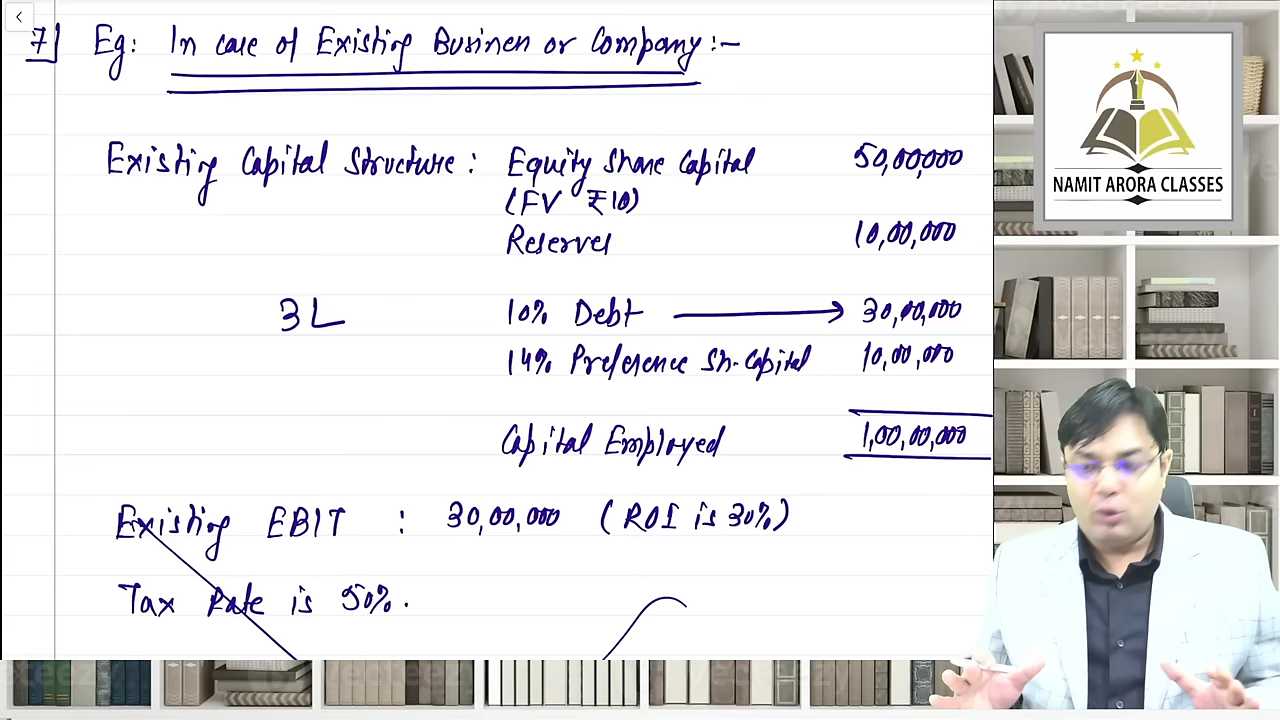 7] Eg: In case of Existing Business or Company :-
Existing Capital Structure : Equity Share Capital 50,00,000
(FV ₹10)
Reserves 10,00,000
3L 10% Debt → 30,00,000
14% Preference Sh. Capital 10,00,000
Capital Employed 1,00,00,000
Existing EBIT : 30,00,000 (ROI is 30%)
Tax Rate is 50%.
NAMIT ARORA CLASSES